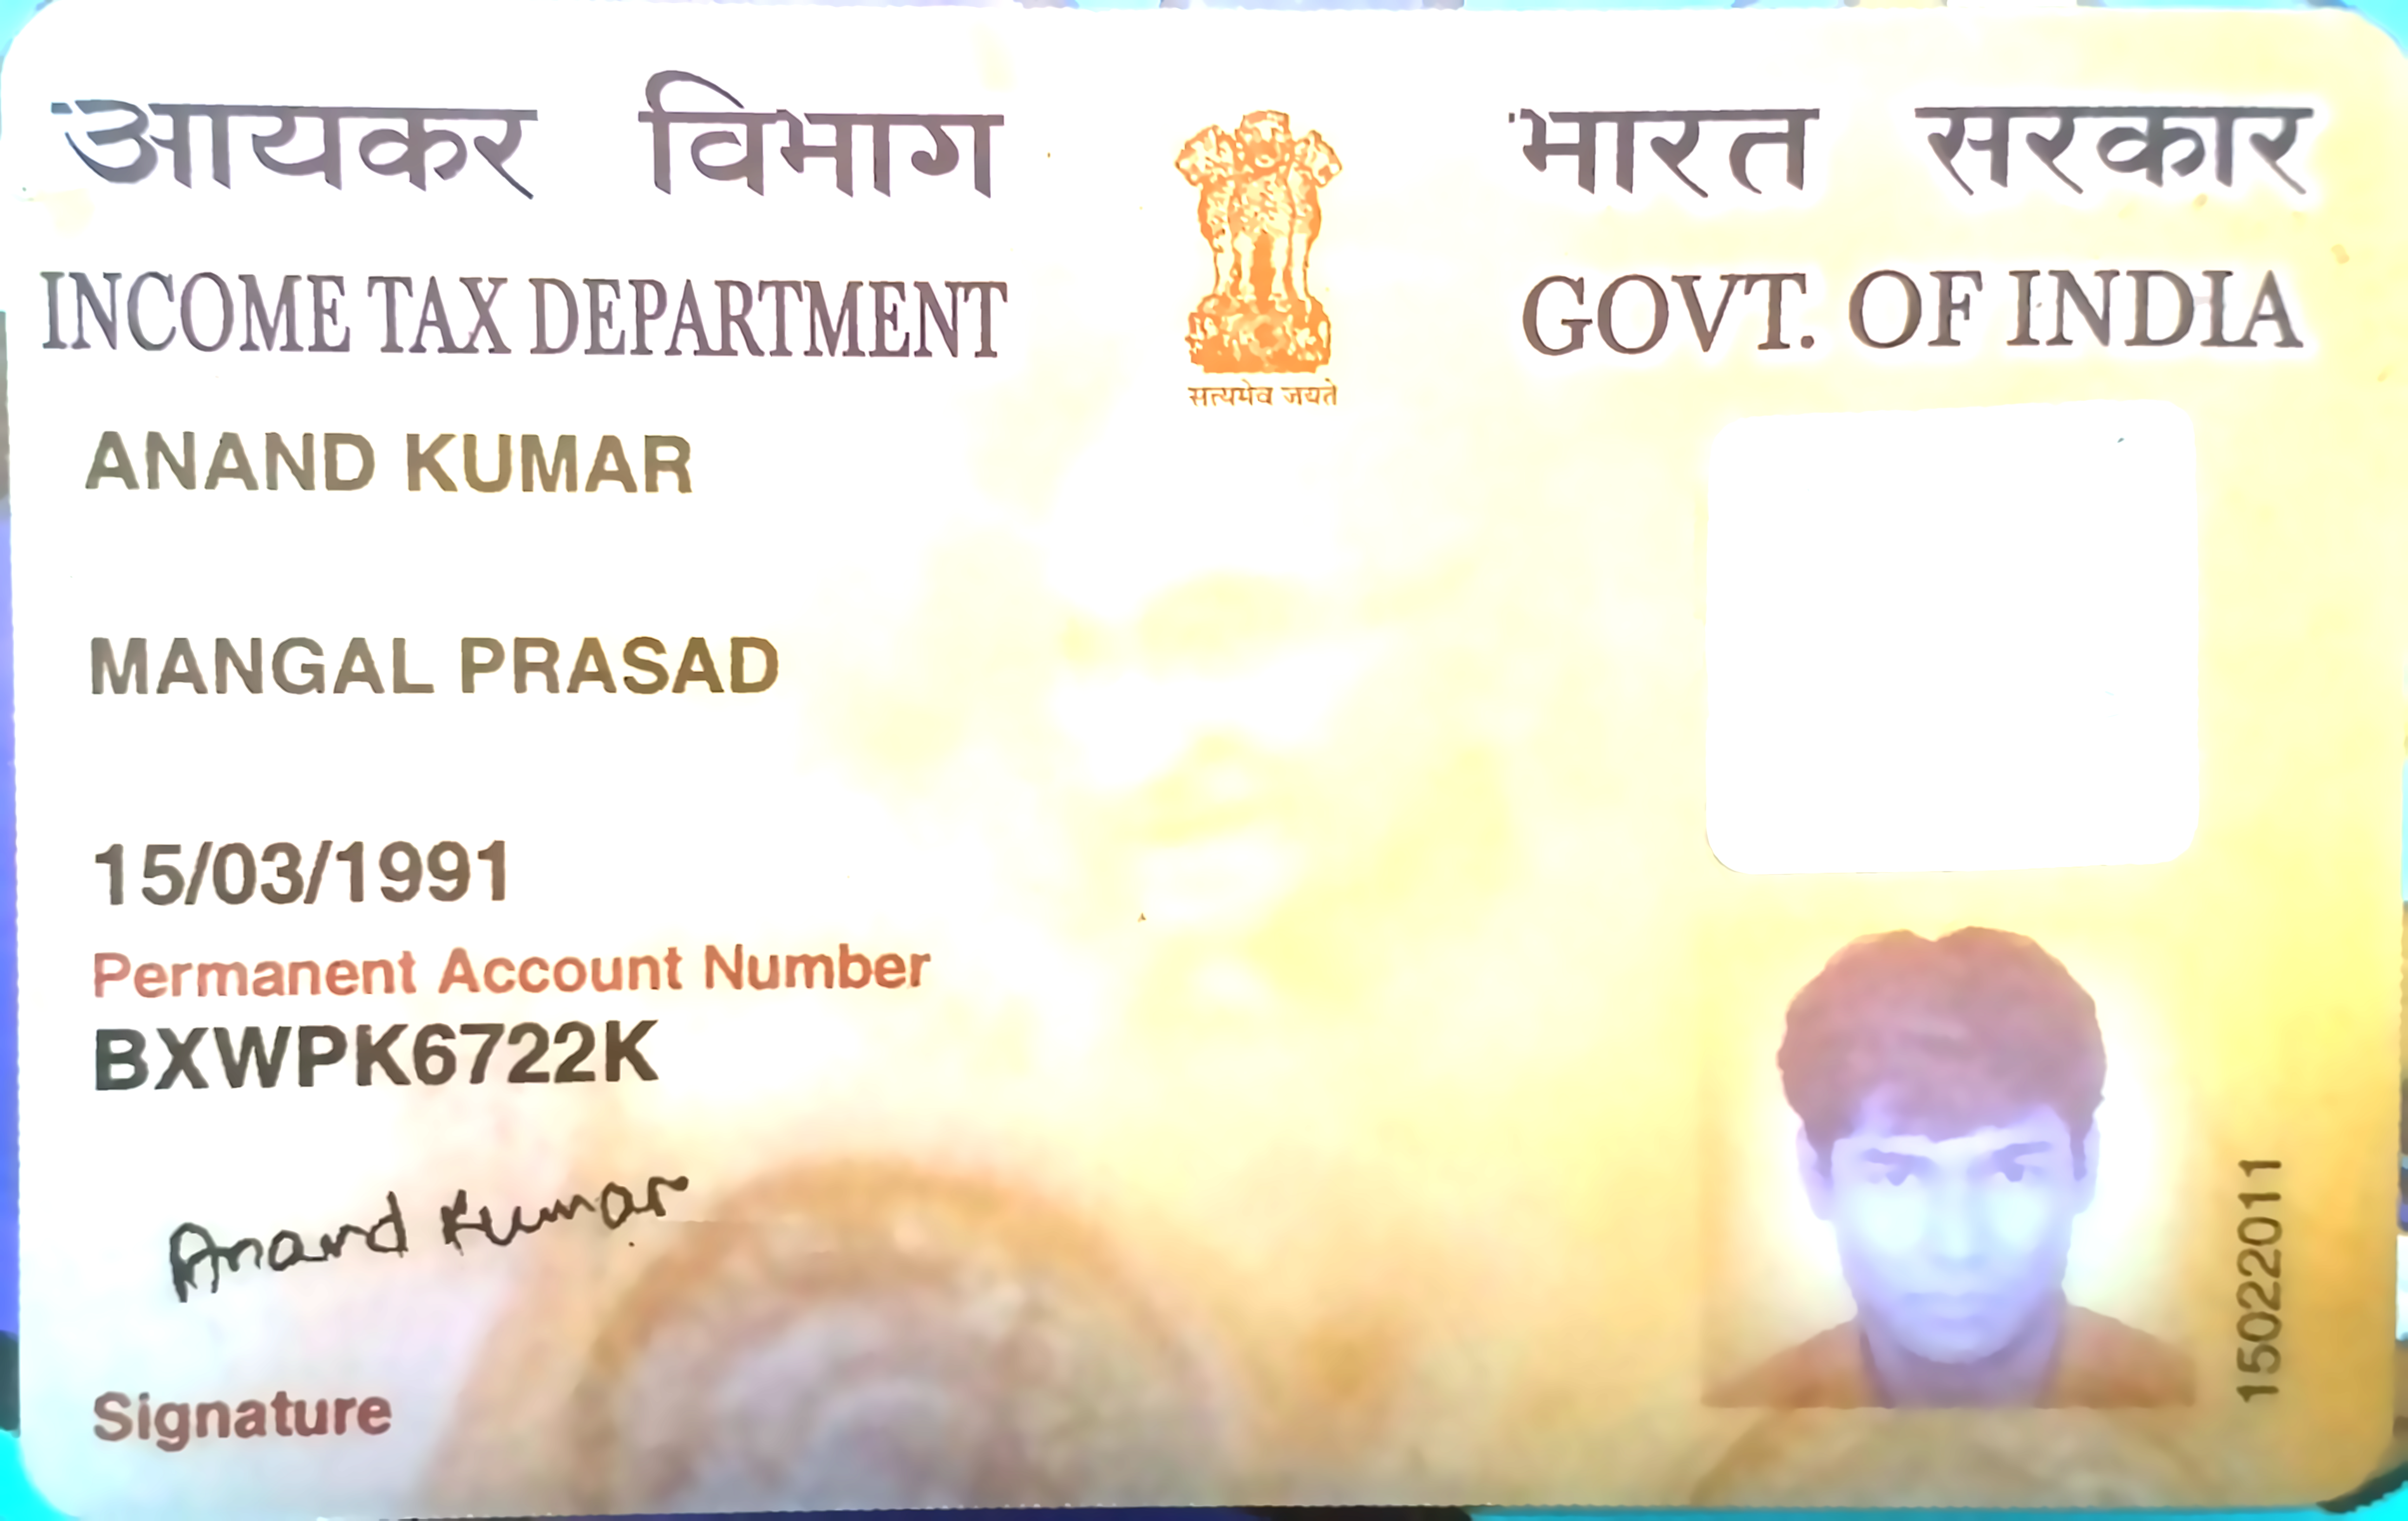 आयकर विभाग
INCOME TAX DEPARTMENT
सत्यमेव जयते
भारत सरकार
GOVT. OF INDIA
ANAND KUMAR
MANGAL PRASAD
15/03/1991
Permanent Account Number
BXWPK6722K
Anand Kumar
Signature
15022011